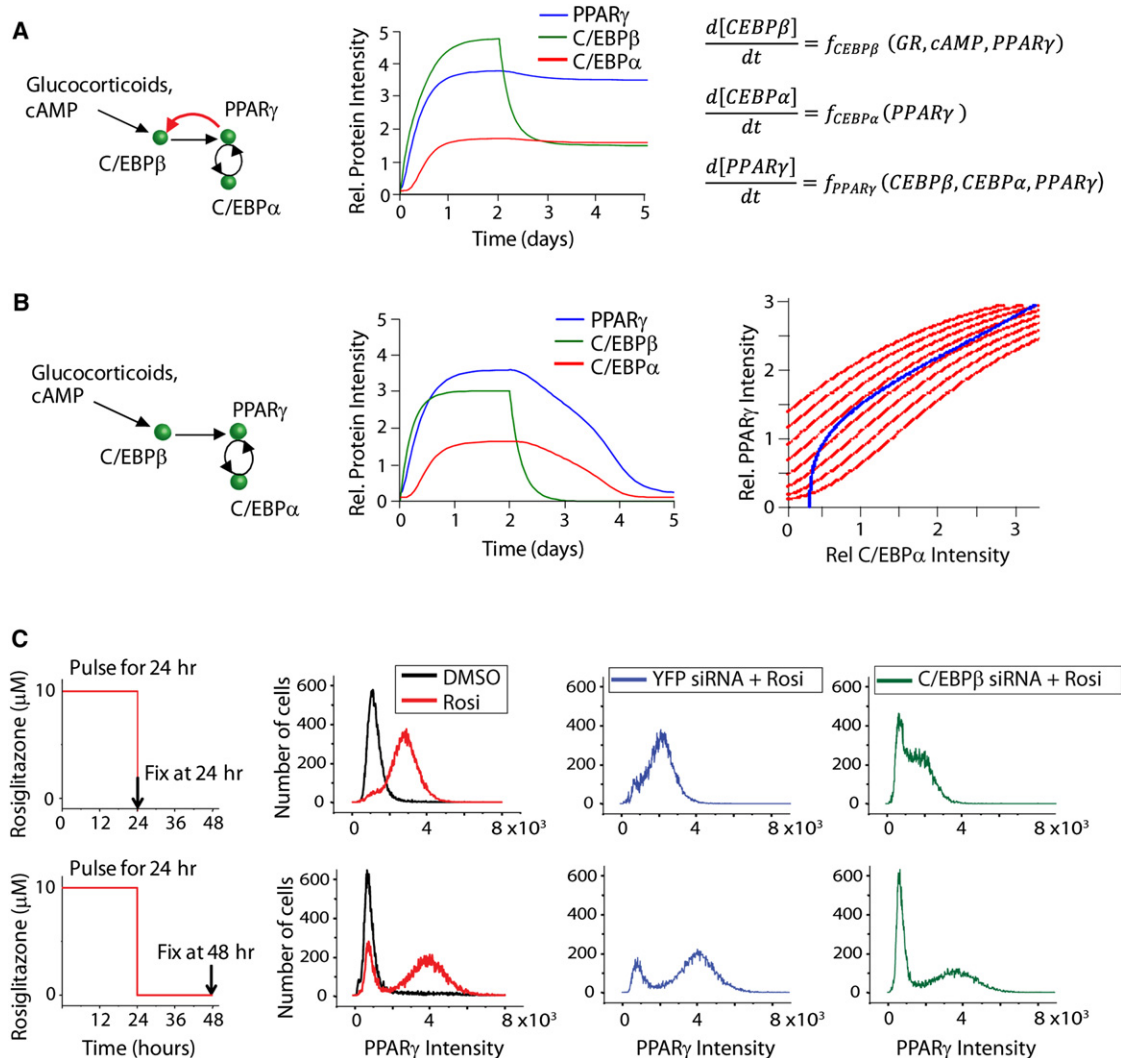 A
Glucocorticoids,
cAMP
PPARγ
C/EBPβ
C/EBPα
Rel. Protein Intensity
5
4
3
2
1
0
0 1 2 3 4 5
Time (days)
PPARγ
C/EBPβ
C/EBPα
d[CEBPβ]/dt = f_CEBPβ (GR, cAMP, PPARγ)
d[CEBPα]/dt = f_CEBPα (PPARγ)
d[PPARγ]/dt = f_PPARγ (CEBPβ, CEBPα, PPARγ)
B
Glucocorticoids,
cAMP
PPARγ
C/EBPβ
C/EBPα
Rel. Protein Intensity
5
4
3
2
1
0
0 1 2 3 4 5
Time (days)
PPARγ
C/EBPβ
C/EBPα
Rel. PPARγ Intensity
3
2
1
0
0 1 2 3
Rel C/EBPα Intensity
C
Rosiglitazone (μM)
Pulse for 24 hr
10
0
Fix at 24 hr
0 12 24 36 48
Number of cells
600
400
200
0
DMSO
Rosi
0 4 8 x10³
YFP siRNA + Rosi
600
400
200
0
0 4 8 x10³
C/EBPβ siRNA + Rosi
600
400
200
0
0 4 8 x10³
Rosiglitazone (μM)
Pulse for 24 hr
10
0
Fix at 48 hr
0 12 24 36 48
Time (hours)
Number of cells
600
400
200
0
0 4 8 x10³
PPARγ Intensity
600
400
200
0
0 4 8 x10³
PPARγ Intensity
600
400
200
0
0 4 8 x10³
PPARγ Intensity